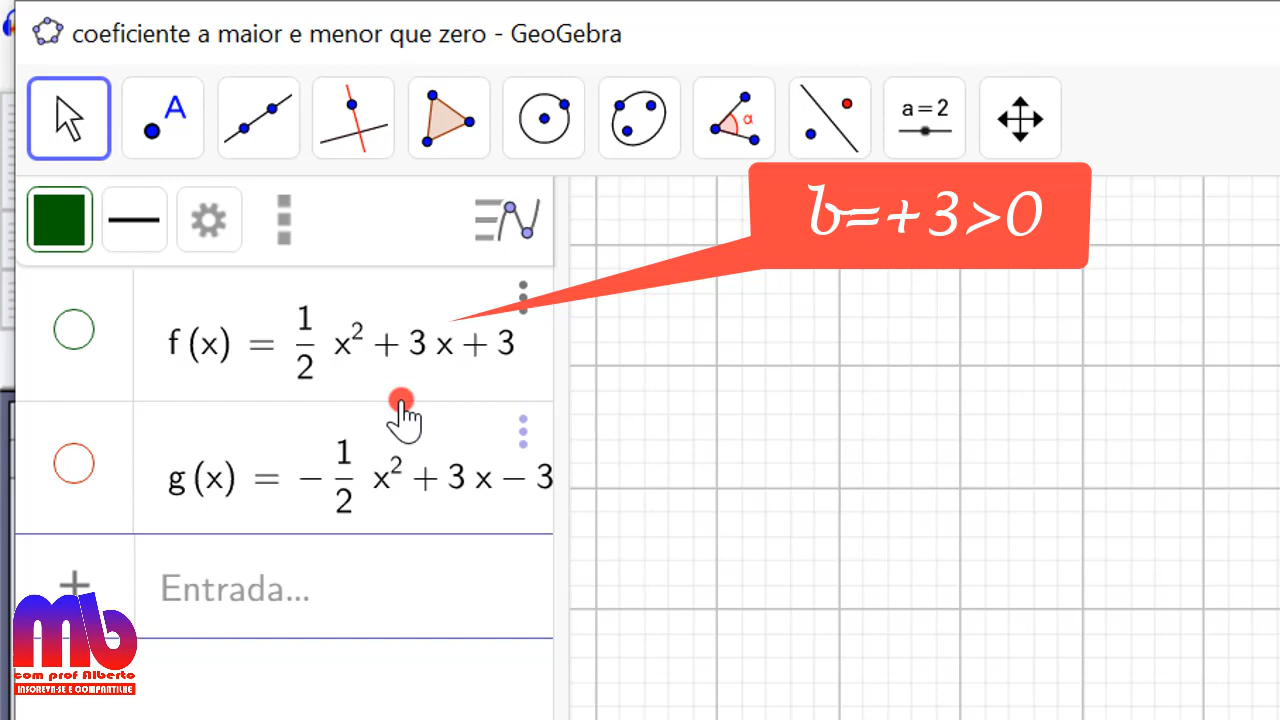 coeficiente a maior e menor que zero - GeoGebra
A
α
a = 2
b=+3>0
f (x) = 1/2 x² + 3 x + 3
g (x) = − 1/2 x² + 3 x − 3
+ Entrada...
mb
com prof Alberto
INSCREVA-SE E COMPARTILHE